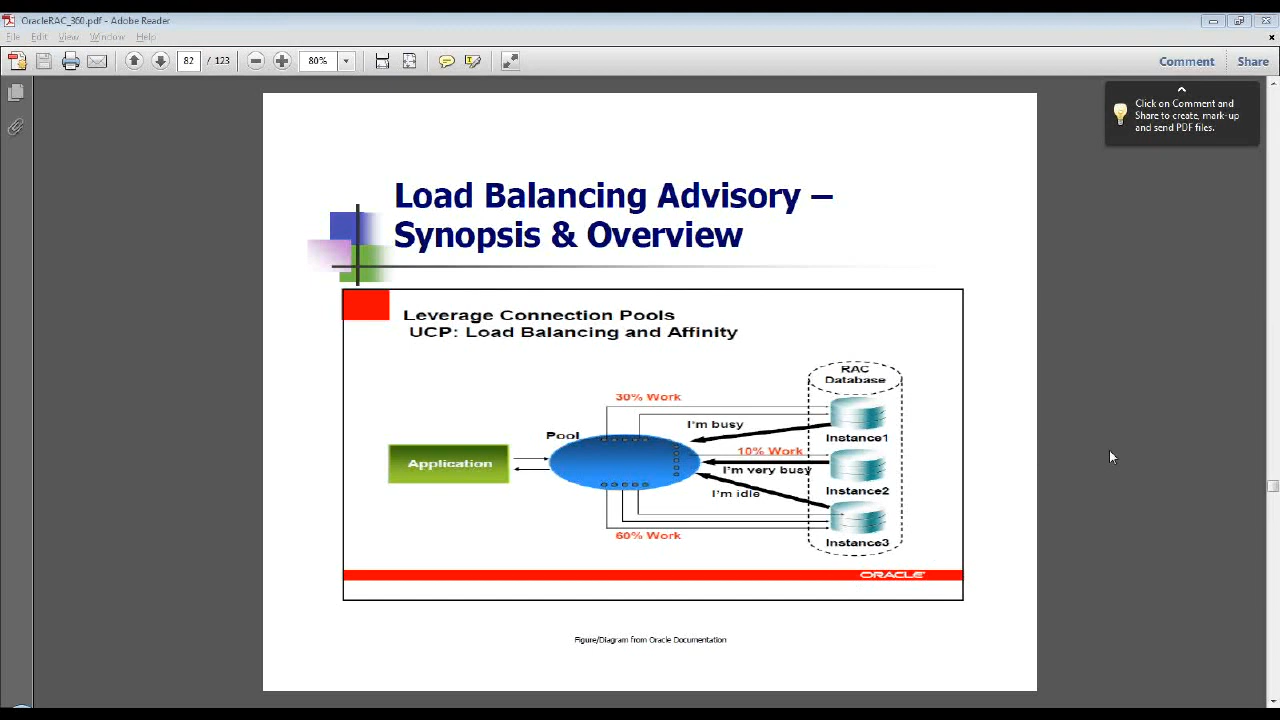 OracleRAC_360.pdf - Adobe Reader
File Edit View Window Help
82 / 123 80% Comment Share
Click on Comment and
Share to create, mark-up
and send PDF files.
Load Balancing Advisory –
Synopsis & Overview
Leverage Connection Pools
UCP: Load Balancing and Affinity
RAC
Database
30% Work
I'm busy
Pool
Instance1
10% Work
Application
I'm very busy
Instance2
I'm idle
60% Work
Instance3
ORACLE
Figure/Diagram from Oracle Documentation